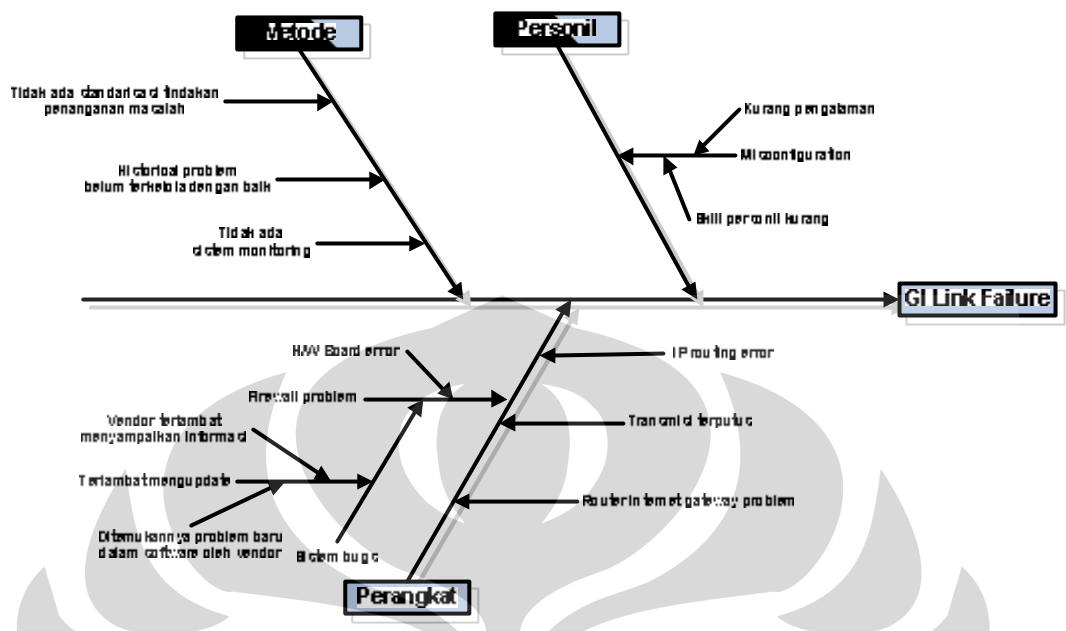 Metode
Personil
Tidak ada standarisasi tindakan
penanganan masalah
Kurang pengalaman
Misconfiguration
Historical problem
belum terkelola dengan baik
Skill personil kurang
Tidak ada
sistem monitoring
GI Link Failure
H/W Board error
IP routing error
Firewall problem
Vendor terlambat
menyampaikan informasi
Transmisi terputus
Terlambat mengupdate
Router internet gateway problem
Ditemukannya problem baru
dalam software oleh vendor
Sistem bugs
Perangkat